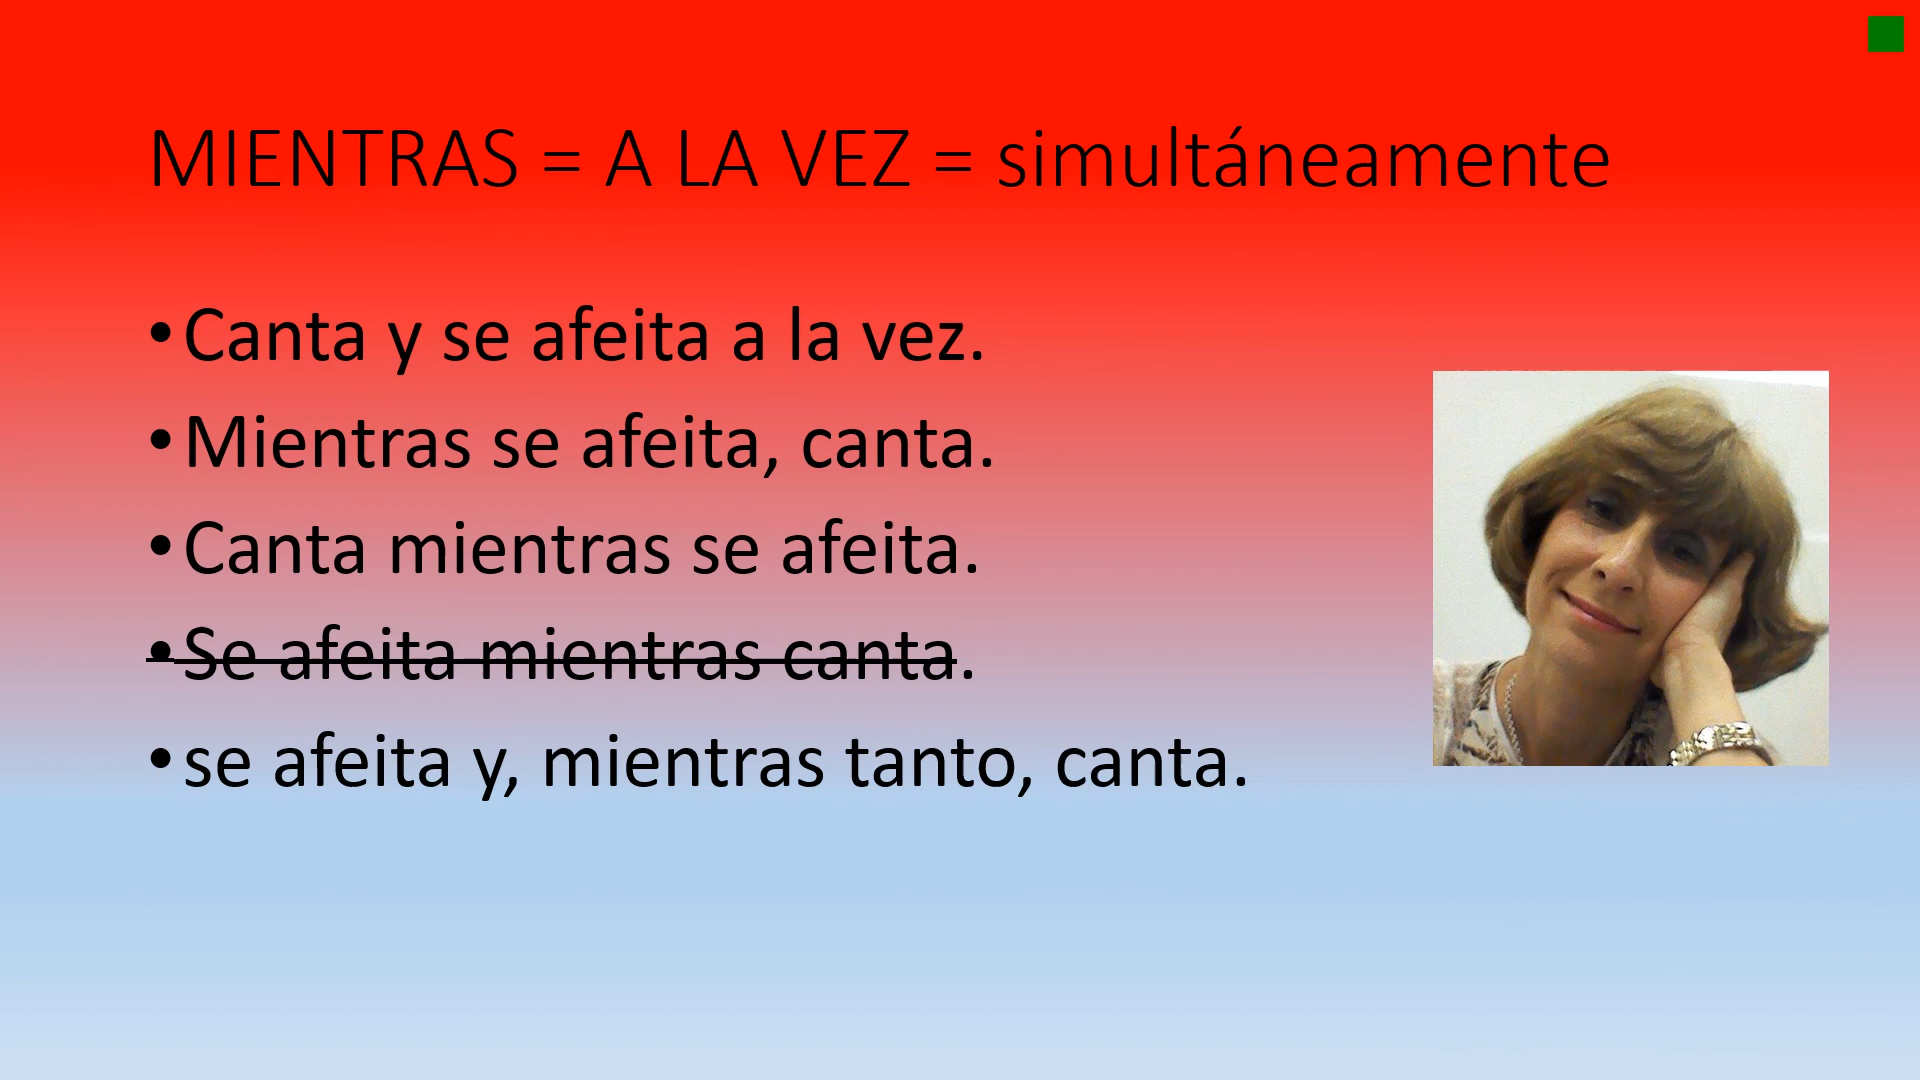 MIENTRAS = A LA VEZ = simultáneamente
•Canta y se afeita a la vez.
•Mientras se afeita, canta.
•Canta mientras se afeita.
•Se afeita mientras canta.
•se afeita y, mientras tanto, canta.